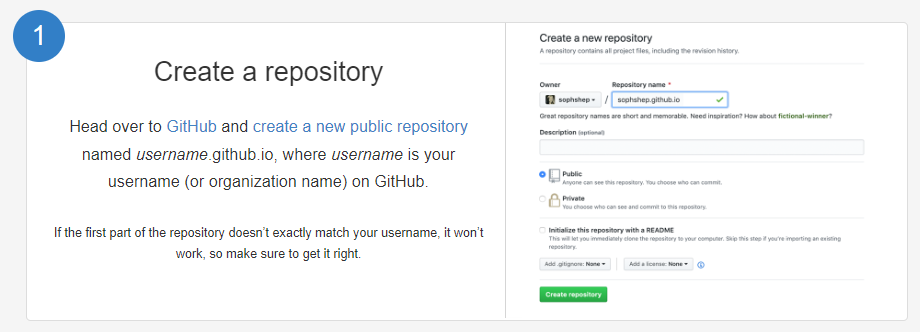 1
Create a repository
Head over to GitHub and create a new public repository
named username.github.io, where username is your
username (or organization name) on GitHub.
If the first part of the repository doesn’t exactly match your username, it won’t
work, so make sure to get it right.
Create a new repository
A repository contains all project files, including the revision history.
Owner Repository name *
sophshep / sophshep.github.io
Great repository names are short and memorable. Need inspiration? How about fictional-winner?
Description (optional)
Public
Anyone can see this repository. You choose who can commit.
Private
You choose who can see and commit to this repository.
Initialize this repository with a README
This will let you immediately clone the repository to your computer. Skip this step if you're importing an existing
repository.
Add .gitignore: None Add a license: None
Create repository